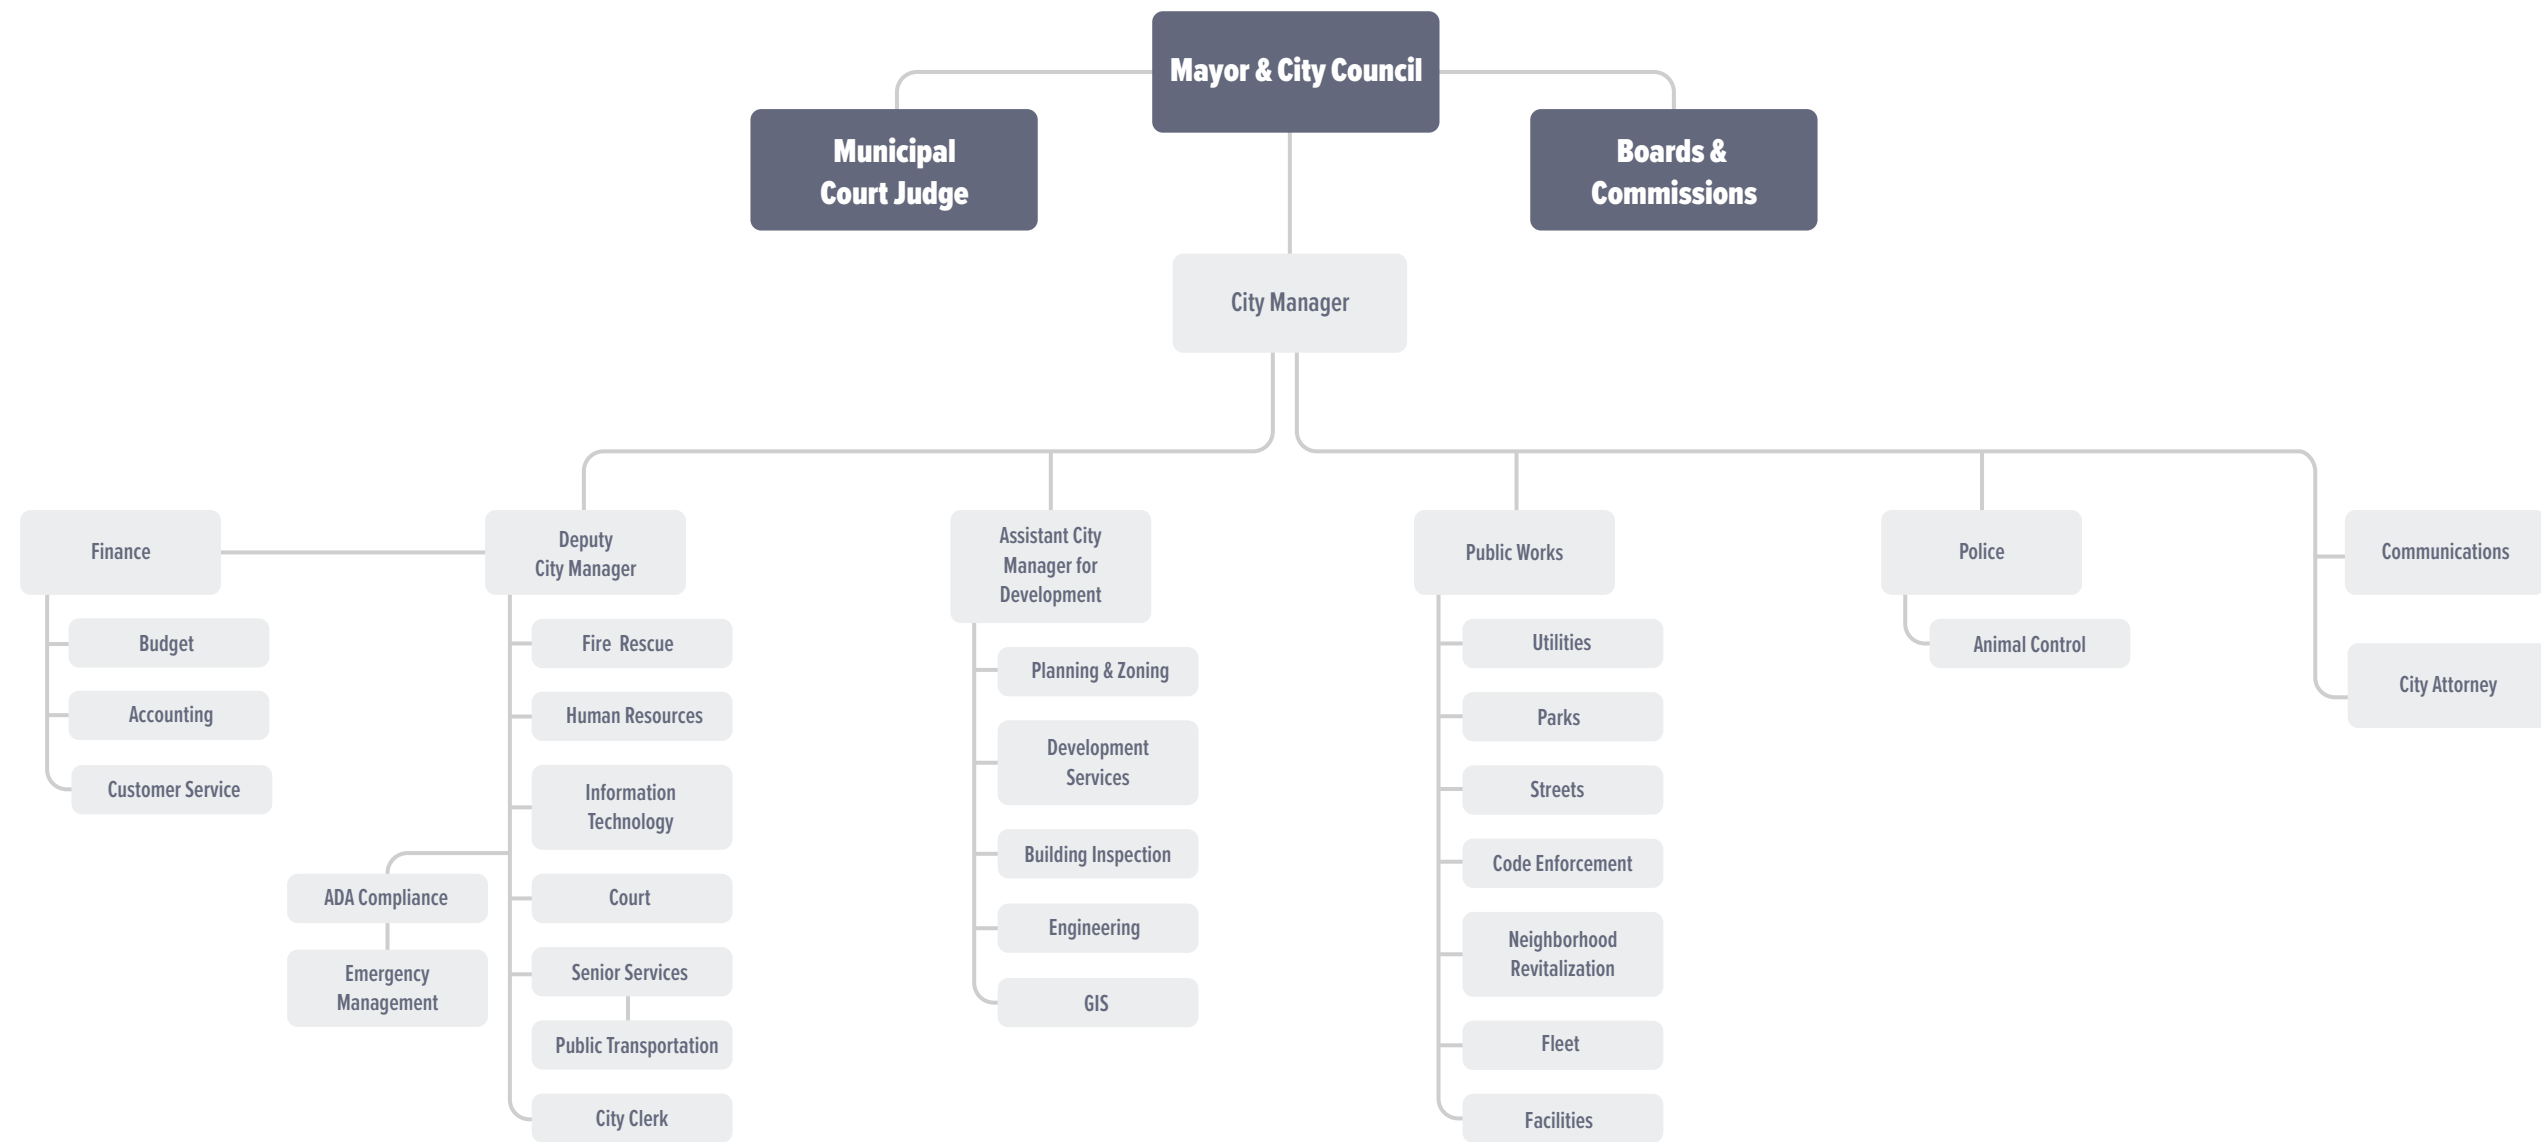 Mayor & City Council
Municipal
Court Judge
Boards &
Commissions
City Manager
Finance
Budget
Accounting
Customer Service
Deputy
City Manager
Fire Rescue
Human Resources
Information
Technology
ADA Compliance
Emergency
Management
Court
Senior Services
Public Transportation
City Clerk
Assistant City
Manager for
Development
Planning & Zoning
Development
Services
Building Inspection
Engineering
GIS
Public Works
Utilities
Parks
Streets
Code Enforcement
Neighborhood
Revitalization
Fleet
Facilities
Police
Animal Control
Communications
City Attorney